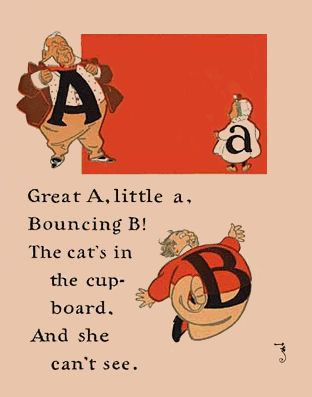 A
a
Great A, little a,
Bouncing B!
The cat's in
the cup-
board,
B
And she
can't see.